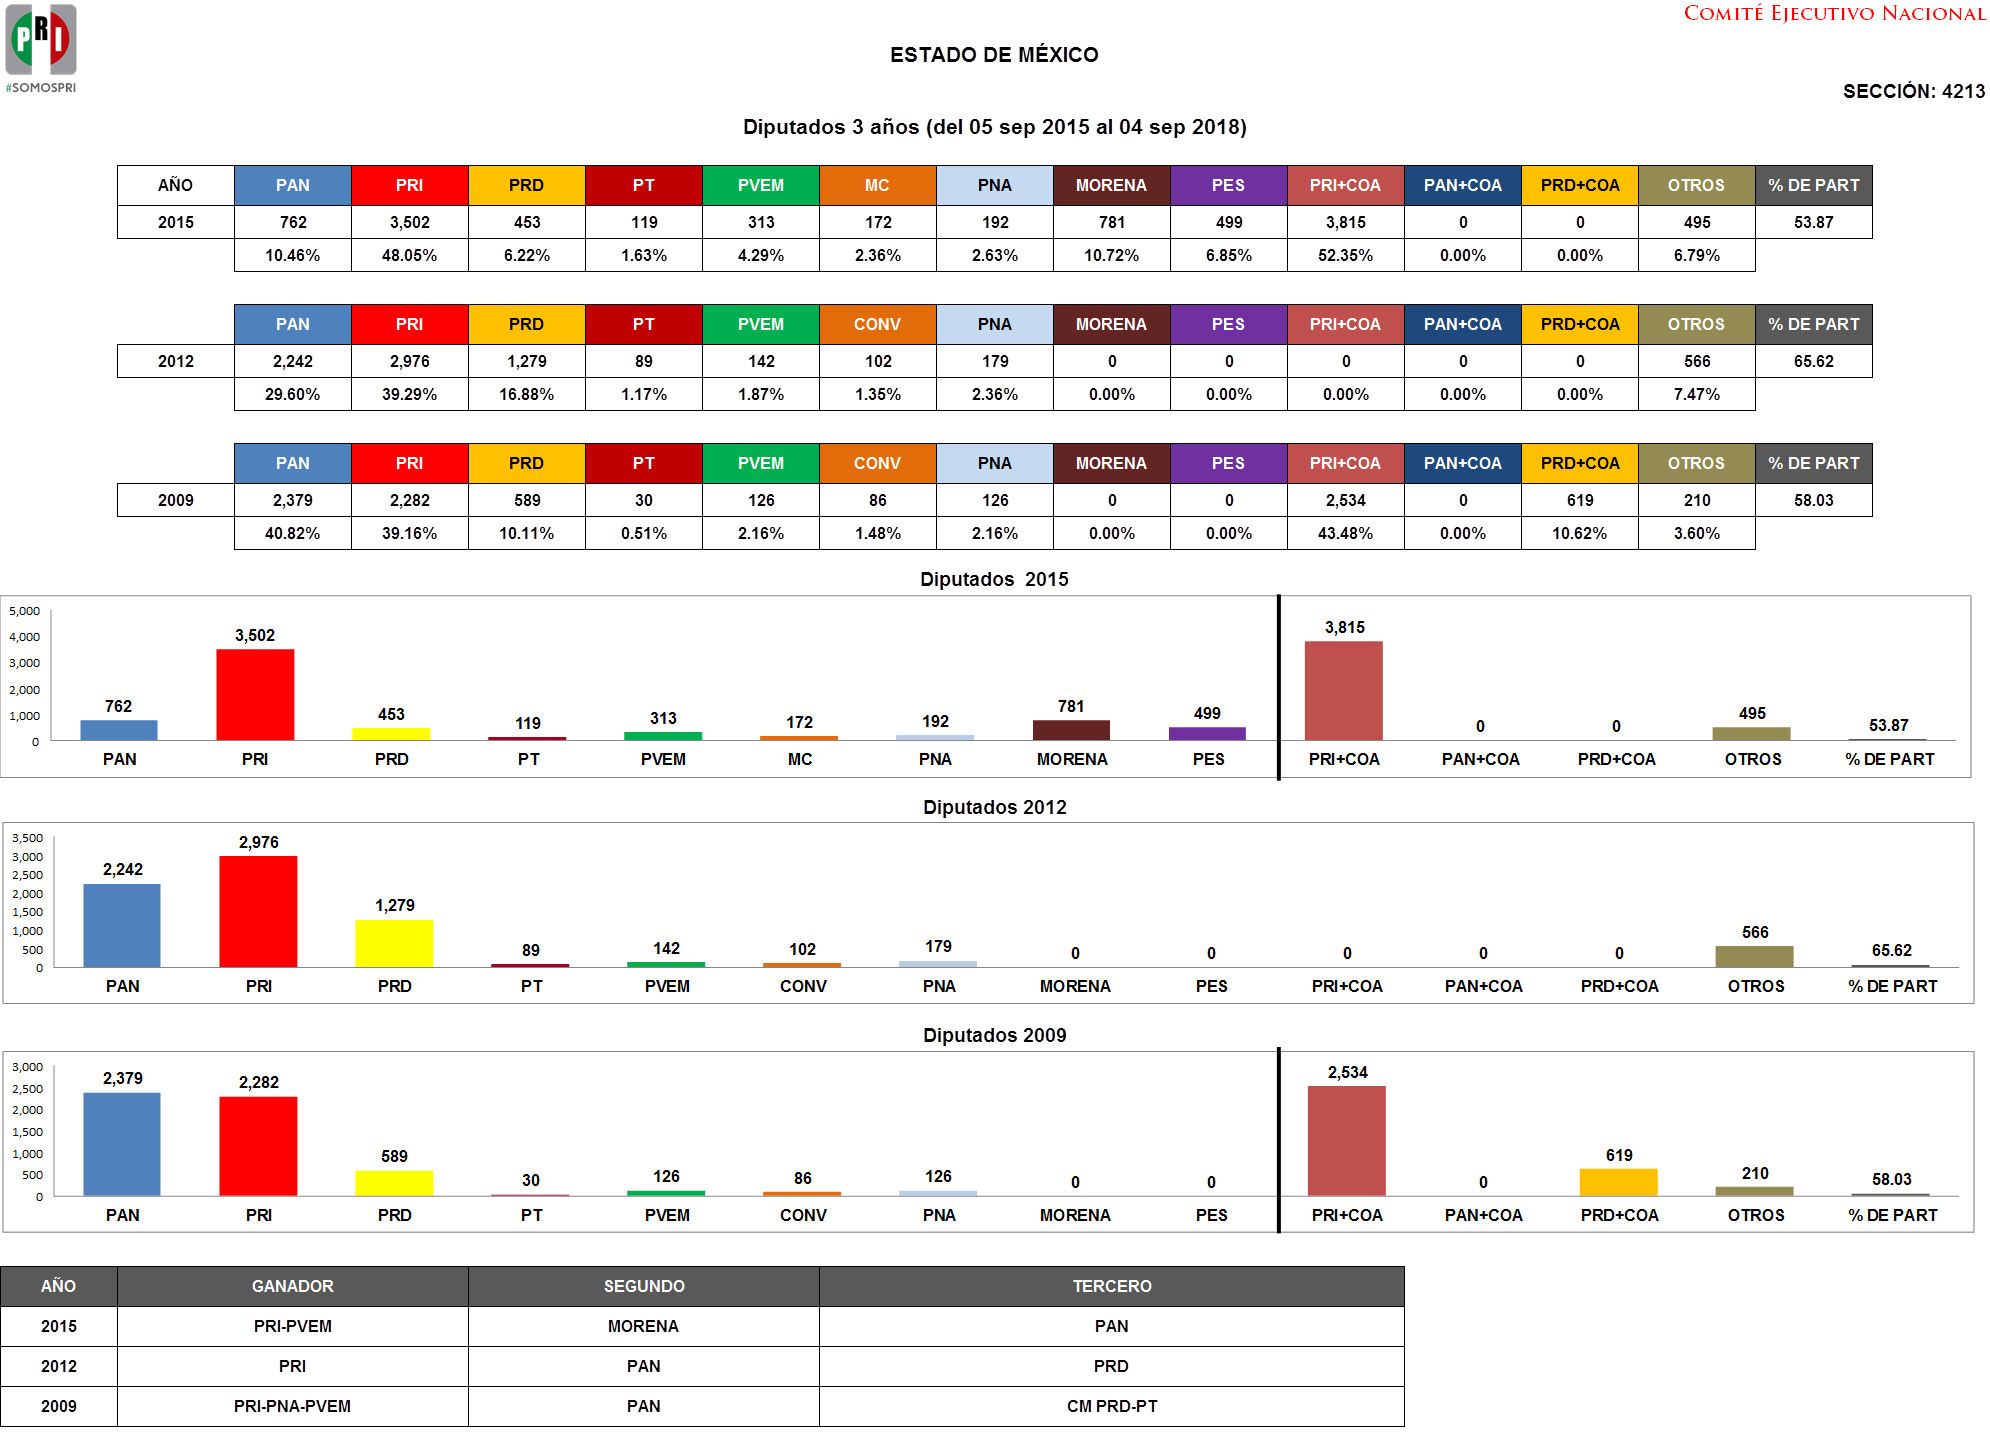 PRI
#SOMOSPRI
COMITÉ EJECUTIVO NACIONAL
ESTADO DE MÉXICO
SECCIÓN: 4213
Diputados 3 años (del 05 sep 2015 al 04 sep 2018)
AÑO PAN PRI PRD PT PVEM MC PNA MORENA PES PRI+COA PAN+COA PRD+COA OTROS % DE PART
2015 762 3,502 453 119 313 172 192 781 499 3,815 0 0 495 53.87
10.46% 48.05% 6.22% 1.63% 4.29% 2.36% 2.63% 10.72% 6.85% 52.35% 0.00% 0.00% 6.79%
PAN PRI PRD PT PVEM CONV PNA MORENA PES PRI+COA PAN+COA PRD+COA OTROS % DE PART
2012 2,242 2,976 1,279 89 142 102 179 0 0 0 0 0 566 65.62
29.60% 39.29% 16.88% 1.17% 1.87% 1.35% 2.36% 0.00% 0.00% 0.00% 0.00% 0.00% 7.47%
PAN PRI PRD PT PVEM CONV PNA MORENA PES PRI+COA PAN+COA PRD+COA OTROS % DE PART
2009 2,379 2,282 589 30 126 86 126 0 0 2,534 0 619 210 58.03
40.82% 39.16% 10.11% 0.51% 2.16% 1.48% 2.16% 0.00% 0.00% 43.48% 0.00% 10.62% 3.60%
Diputados 2015
5,000
4,000
3,000
2,000
1,000
0
762 3,502 453 119 313 172 192 781 499 3,815 0 0 495 53.87
PAN PRI PRD PT PVEM MC PNA MORENA PES PRI+COA PAN+COA PRD+COA OTROS % DE PART
Diputados 2012
3,500
3,000
2,500
2,000
1,500
1,000
500
0
2,242 2,976 1,279 89 142 102 179 0 0 0 0 0 566 65.62
PAN PRI PRD PT PVEM CONV PNA MORENA PES PRI+COA PAN+COA PRD+COA OTROS % DE PART
Diputados 2009
3,000
2,500
2,000
1,500
1,000
500
0
2,379 2,282 589 30 126 86 126 0 0 2,534 0 619 210 58.03
PAN PRI PRD PT PVEM CONV PNA MORENA PES PRI+COA PAN+COA PRD+COA OTROS % DE PART
AÑO GANADOR SEGUNDO TERCERO
2015 PRI-PVEM MORENA PAN
2012 PRI PAN PRD
2009 PRI-PNA-PVEM PAN CM PRD-PT